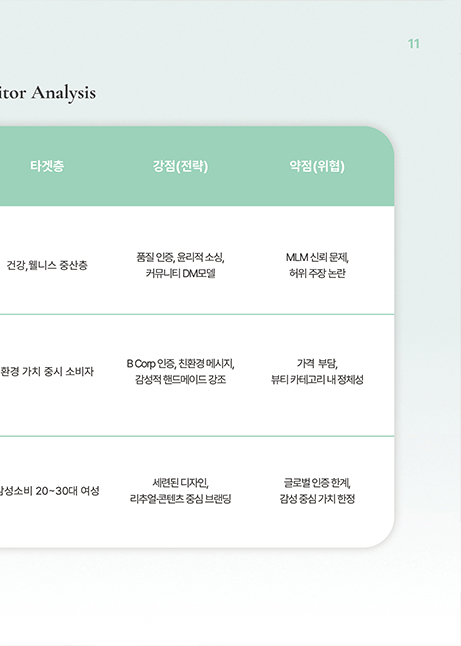 11
itor Analysis
타겟층 강점(전략) 약점(위협)
품질 인증, 윤리적 소싱,
커뮤니티 DM모델
MLM 신뢰 문제,
허위 주장 논란
건강,웰니스 중산층
B Corp 인증, 친환경 메시지,
감성적 핸드메이드 강조
가격 부담,
뷰티 카테고리 내 정체성
환경 가치 중시 소비자
세련된 디자인,
리추얼·콘텐츠 중심 브랜딩
글로벌 인증 한계,
감성 중심 가치 한정
감성소비 20~30대 여성